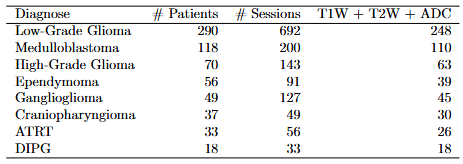 Diagnose # Patients # Sessions T1W + T2W + ADC
Low-Grade Glioma 290 692 248
Medulloblastoma 118 200 110
High-Grade Glioma 70 143 63
Ependymoma 56 91 39
Ganglioglioma 49 127 45
Craniopharyngioma 37 49 30
ATRT 33 56 26
DIPG 18 33 18